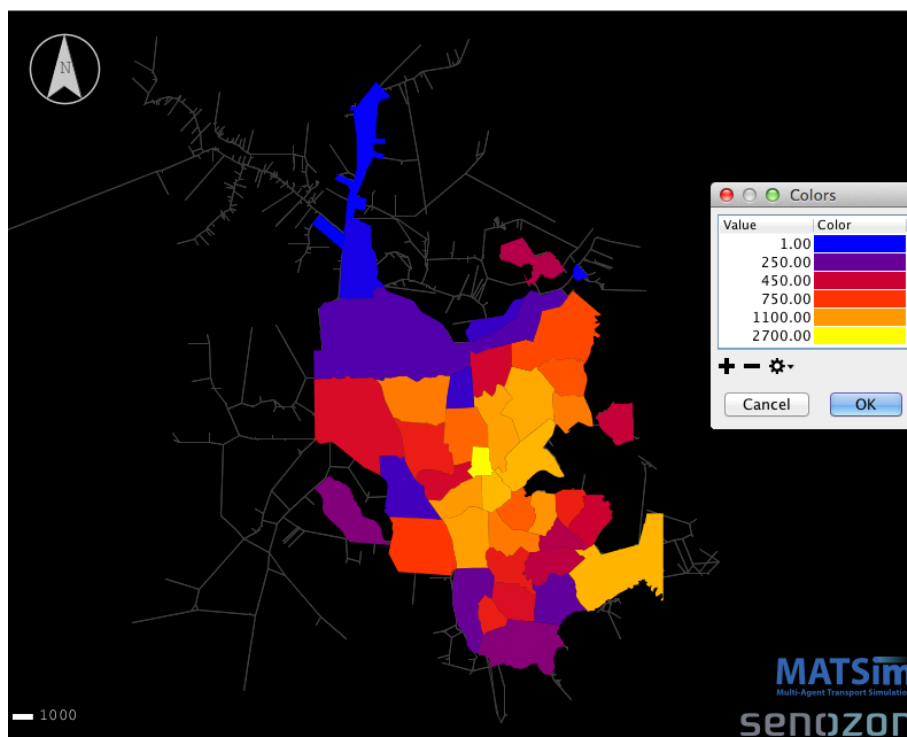 N
Colors
Value Color
1.00
250.00
450.00
750.00
1100.00
2700.00
Cancel OK
MATSim
Multi-Agent Transport Simulation
1000
senozon